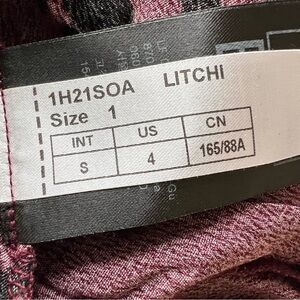 1H21SOA LITCHI
Size 1
INT US CN
S 4 165/88A